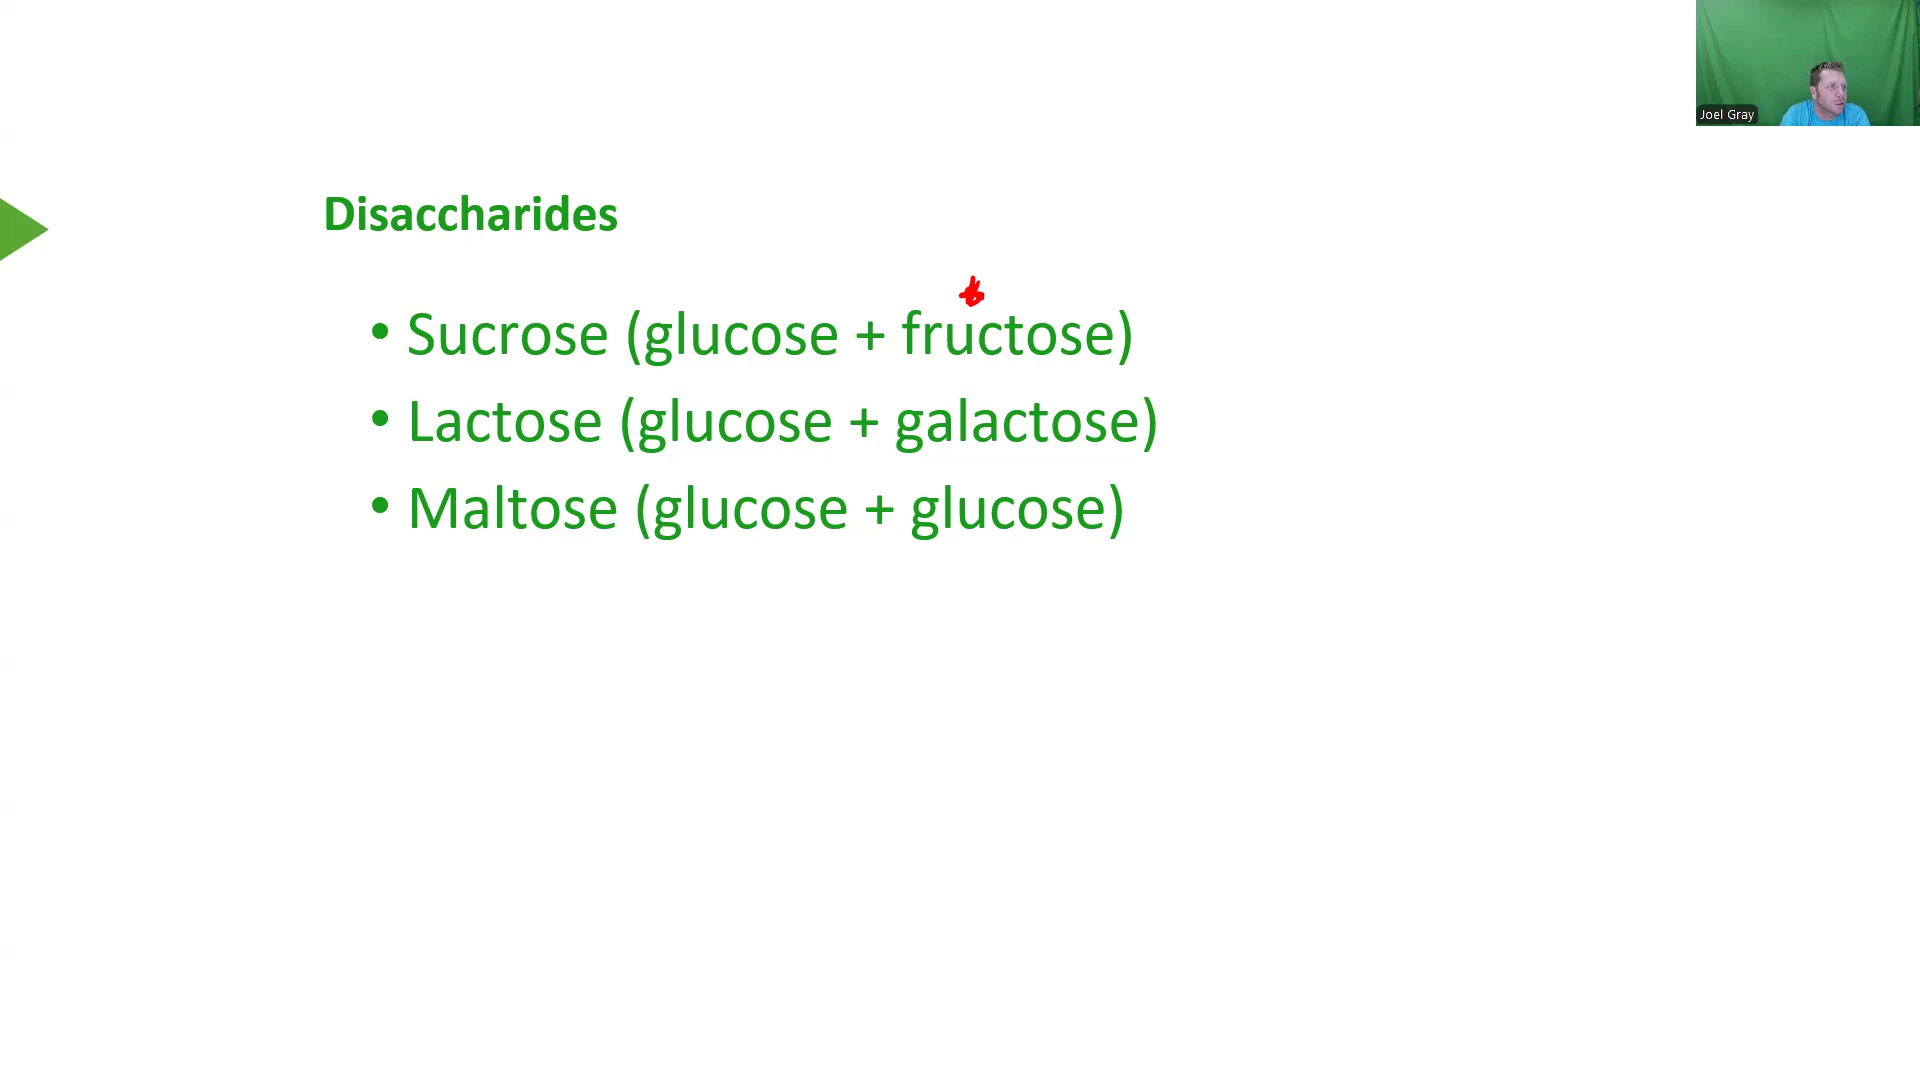 Joel Gray
Disaccharides
• Sucrose (glucose + fructose)
• Lactose (glucose + galactose)
• Maltose (glucose + glucose)